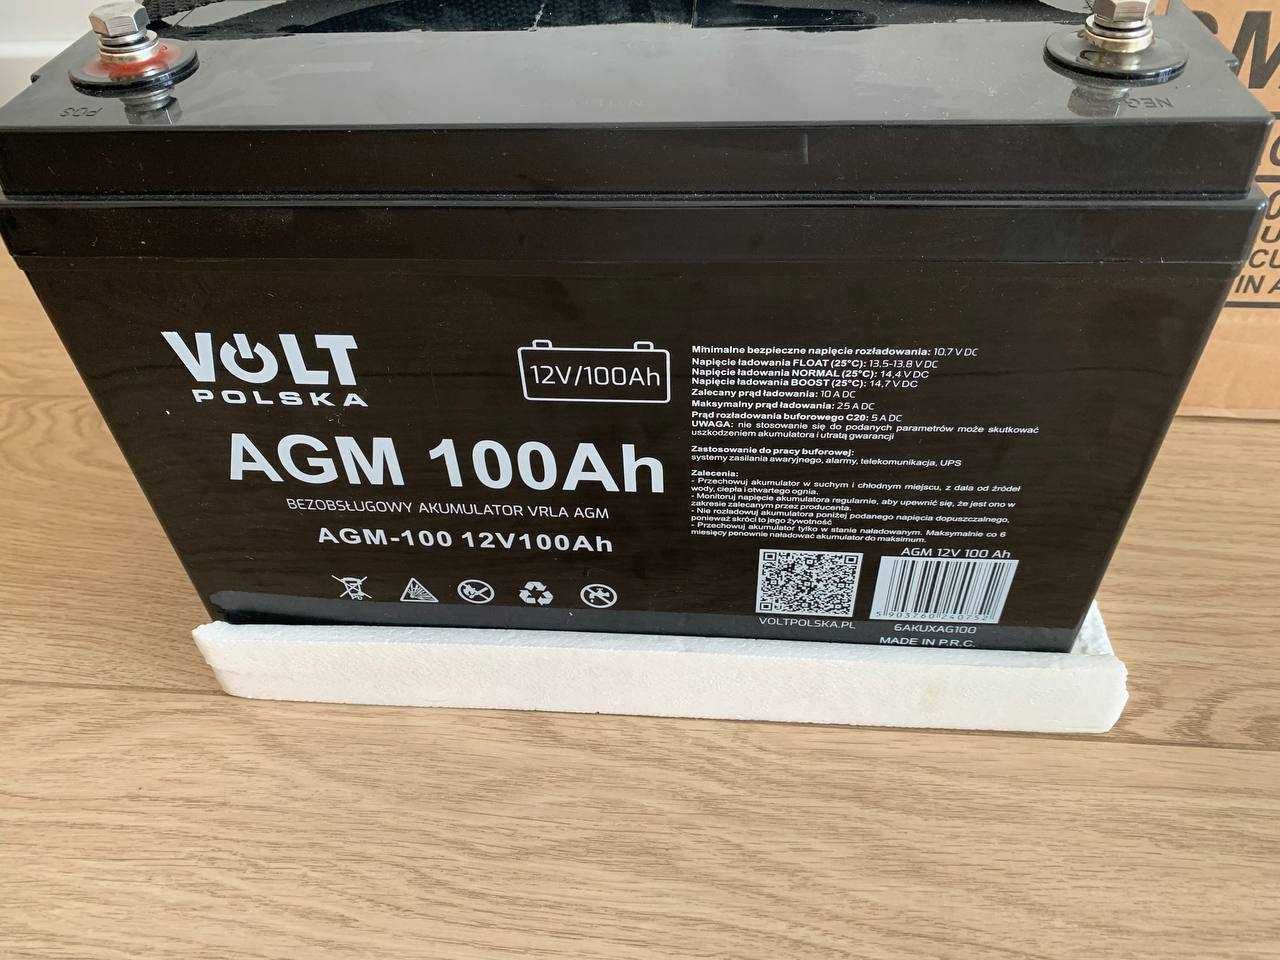 POS
NEG
VOLT
POLSKA
12V/100Ah
AGM 100Ah
BEZOBSŁUGOWY AKUMULATOR VRLA AGM
AGM-100 12V100Ah
Minimalne bezpieczne napięcie rozładowania: 10.7 V DC
Napięcie ładowania FLOAT (25°C): 13.5-13.8 V DC
Napięcie ładowania NORMAL (25°C): 14,4 V DC
Napięcie ładowania BOOST (25°C): 14,7 V DC
Zalecany prąd ładowania: 10 A DC
Maksymalny prąd ładowania: 25 A DC
Prąd rozładowania buforowego C20: 5 A DC
UWAGA: nie stosowanie się do podanych parametrów może skutkować
uszkodzeniem akumulatora i utratą gwarancji
Zastosowanie do pracy buforowej:
systemy zasilania awaryjnego, alarmy, telekomunikacja, UPS
Zalecenia:
- Przechowuj akumulator w suchym i chłodnym miejscu, z dala od źródeł
wody, ciepła i otwartego ognia.
- Monitoruj napięcie akumulatora regularnie, aby upewnić się, że jest ono w
zakresie zalecanym przez producenta.
- Nie rozładowuj akumulatora poniżej podanego napięcia dopuszczalnego,
ponieważ skróci to jego żywotność
- Przechowuj akumulator tylko w stanie naładowanym. Maksymalnie co 6
miesięcy ponownie naładować akumulator do maksimum.
AGM 12V 100 Ah
5 903760 240752
VOLTPOLSKA.PL
6AKUXAG100
MADE IN P.R.C.
IN A